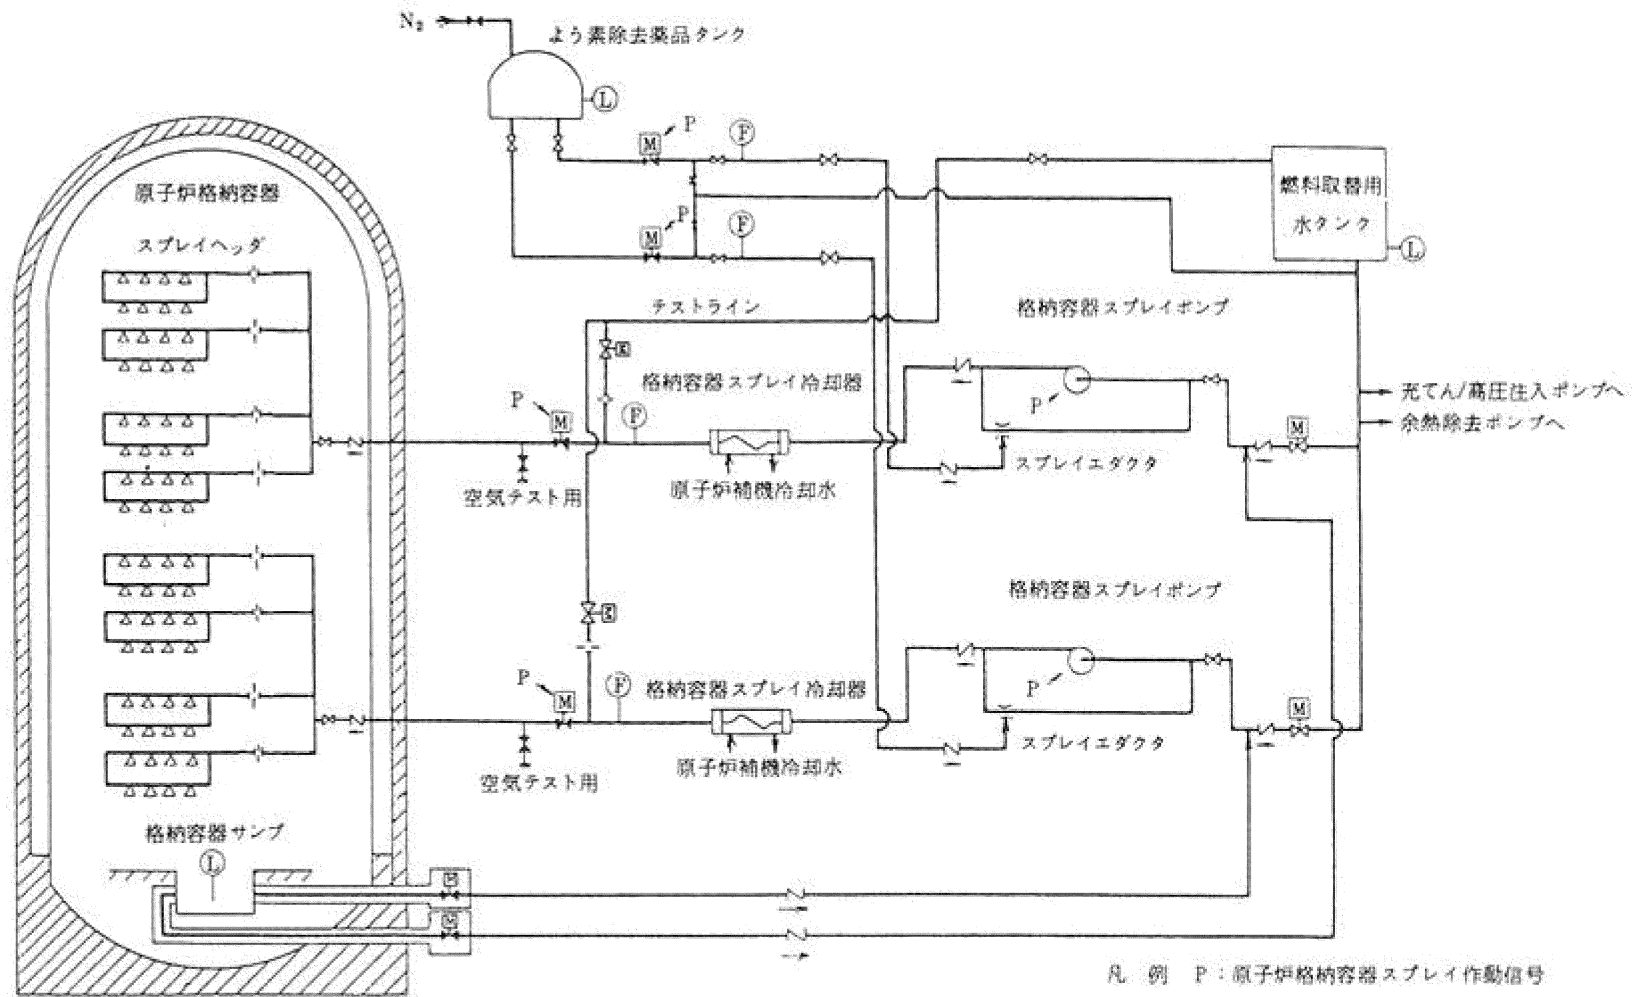 N₂
よう素除去薬品タンク
L
P
M
F
原子炉格納容器
燃料取替用
水タンク
P
M
F
L
スプレイヘッダ
テストライン
格納容器スプレイポンプ
格納容器スプレイ冷却器
P
M
F
P
充てん/高圧注入ポンプへ
余熱除去ポンプへ
M
空気テスト用
原子炉補機冷却水
スプレイエダクタ
格納容器スプレイポンプ
P
M
F
格納容器スプレイ冷却器
P
M
空気テスト用
原子炉補機冷却水
スプレイエダクタ
格納容器サンプ
L
M
M
凡 例 P:原子炉格納容器スプレイ作動信号